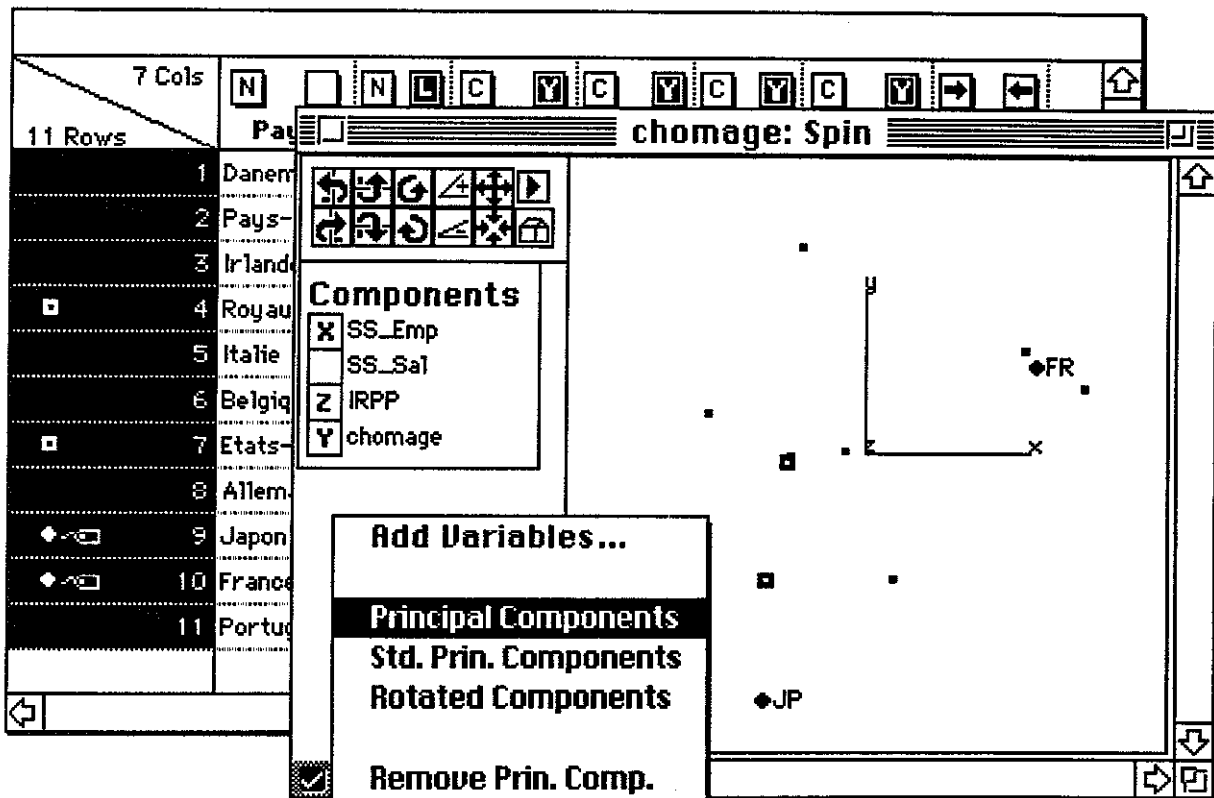 7 Cols
11 Rows
N N L C Y C Y C Y C Y
Pay
chomage: Spin
1 Danem
2 Pays-
3 Irlande
4 Royau
5 Italie
6 Belgiq
7 Etats-
8 Allem
9 Japon
10 France
11 Portug
Components
X SS_Emp
SS_Sal
Z IRPP
Y chomage
y
FR
z
x
JP
Add Variables...
Principal Components
Std. Prin. Components
Rotated Components
Remove Prin. Comp.